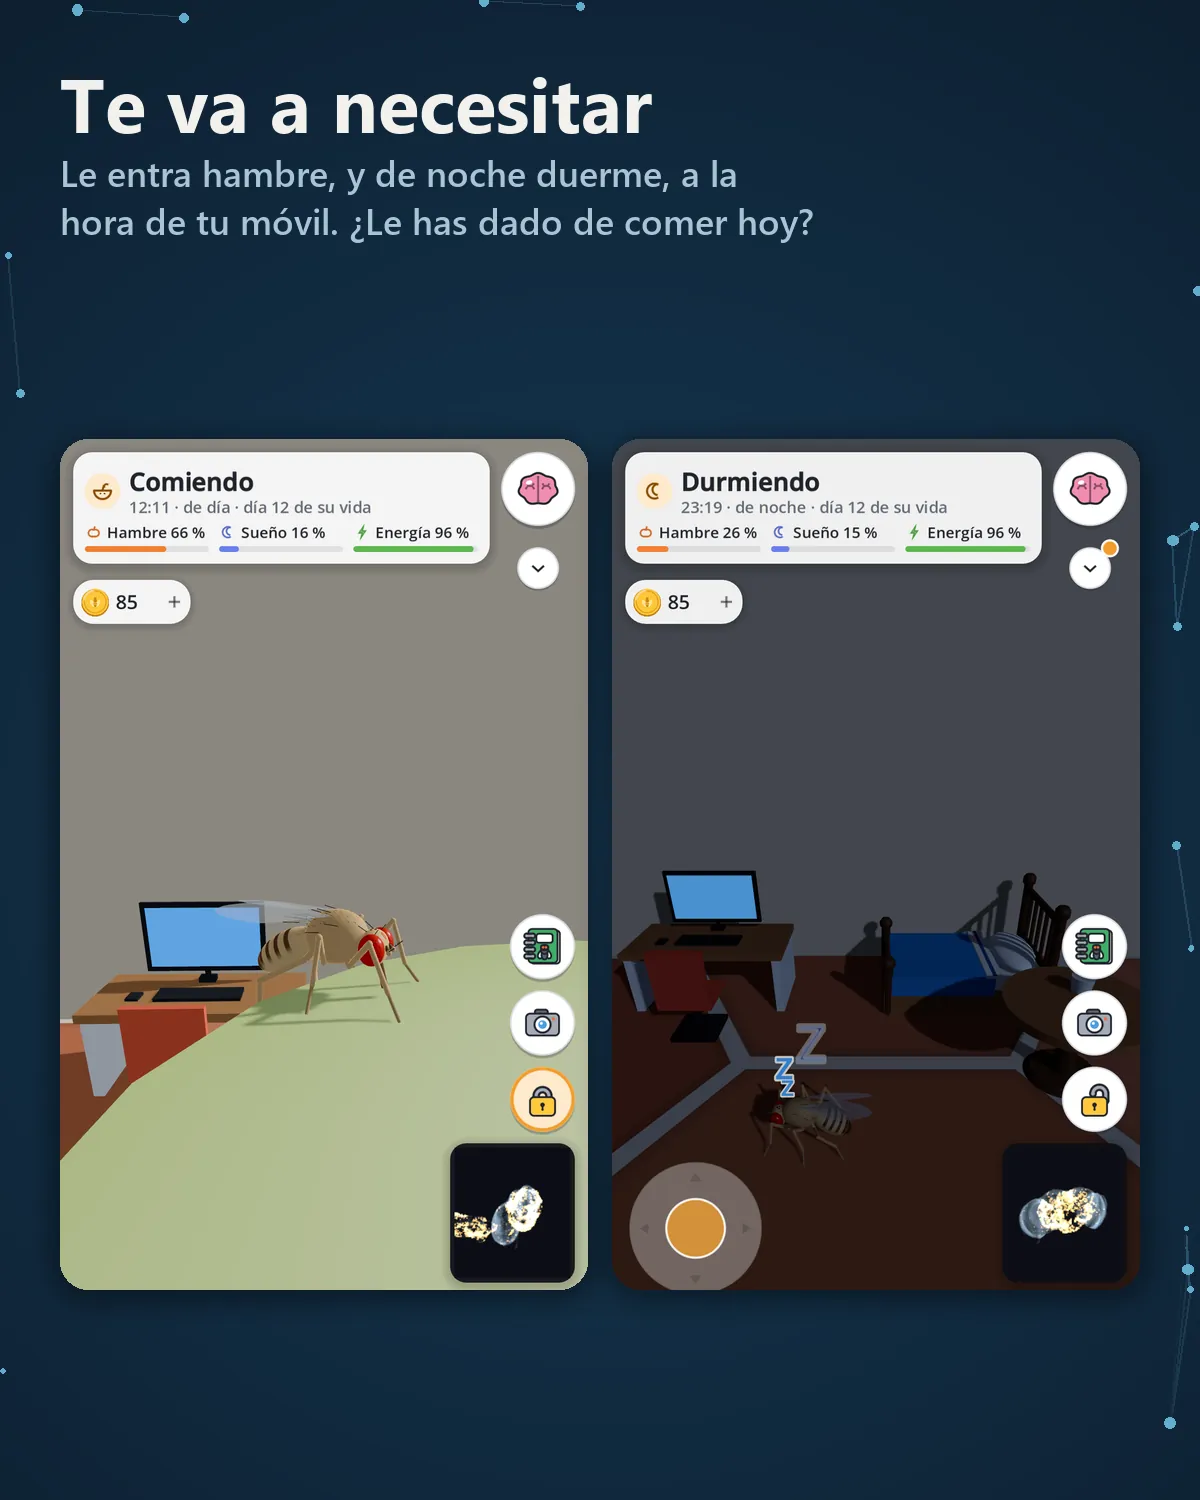 Te va a necesitar
Le entra hambre, y de noche duerme, a la
hora de tu móvil. ¿Le has dado de comer hoy?
Comiendo
12:11 · de día · día 12 de su vida
Hambre 66 %
Sueño 16 %
Energía 96 %
85 +
Durmiendo
23:19 · de noche · día 12 de su vida
Hambre 26 %
Sueño 15 %
Energía 96 %
85 +
Z
Z
Z